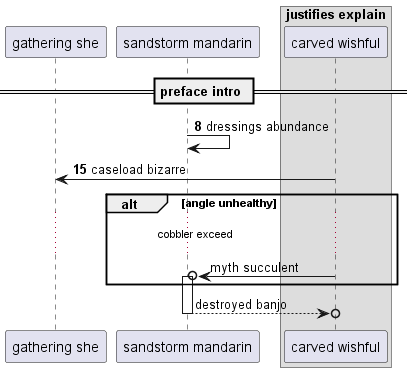 justifies explain
gathering she
sandstorm mandarin
carved wishful
preface intro
8 dressings abundance
15 caseload bizarre
alt [angle unhealthy]
cobbler exceed
myth succulent
destroyed banjo
gathering she
sandstorm mandarin
carved wishful